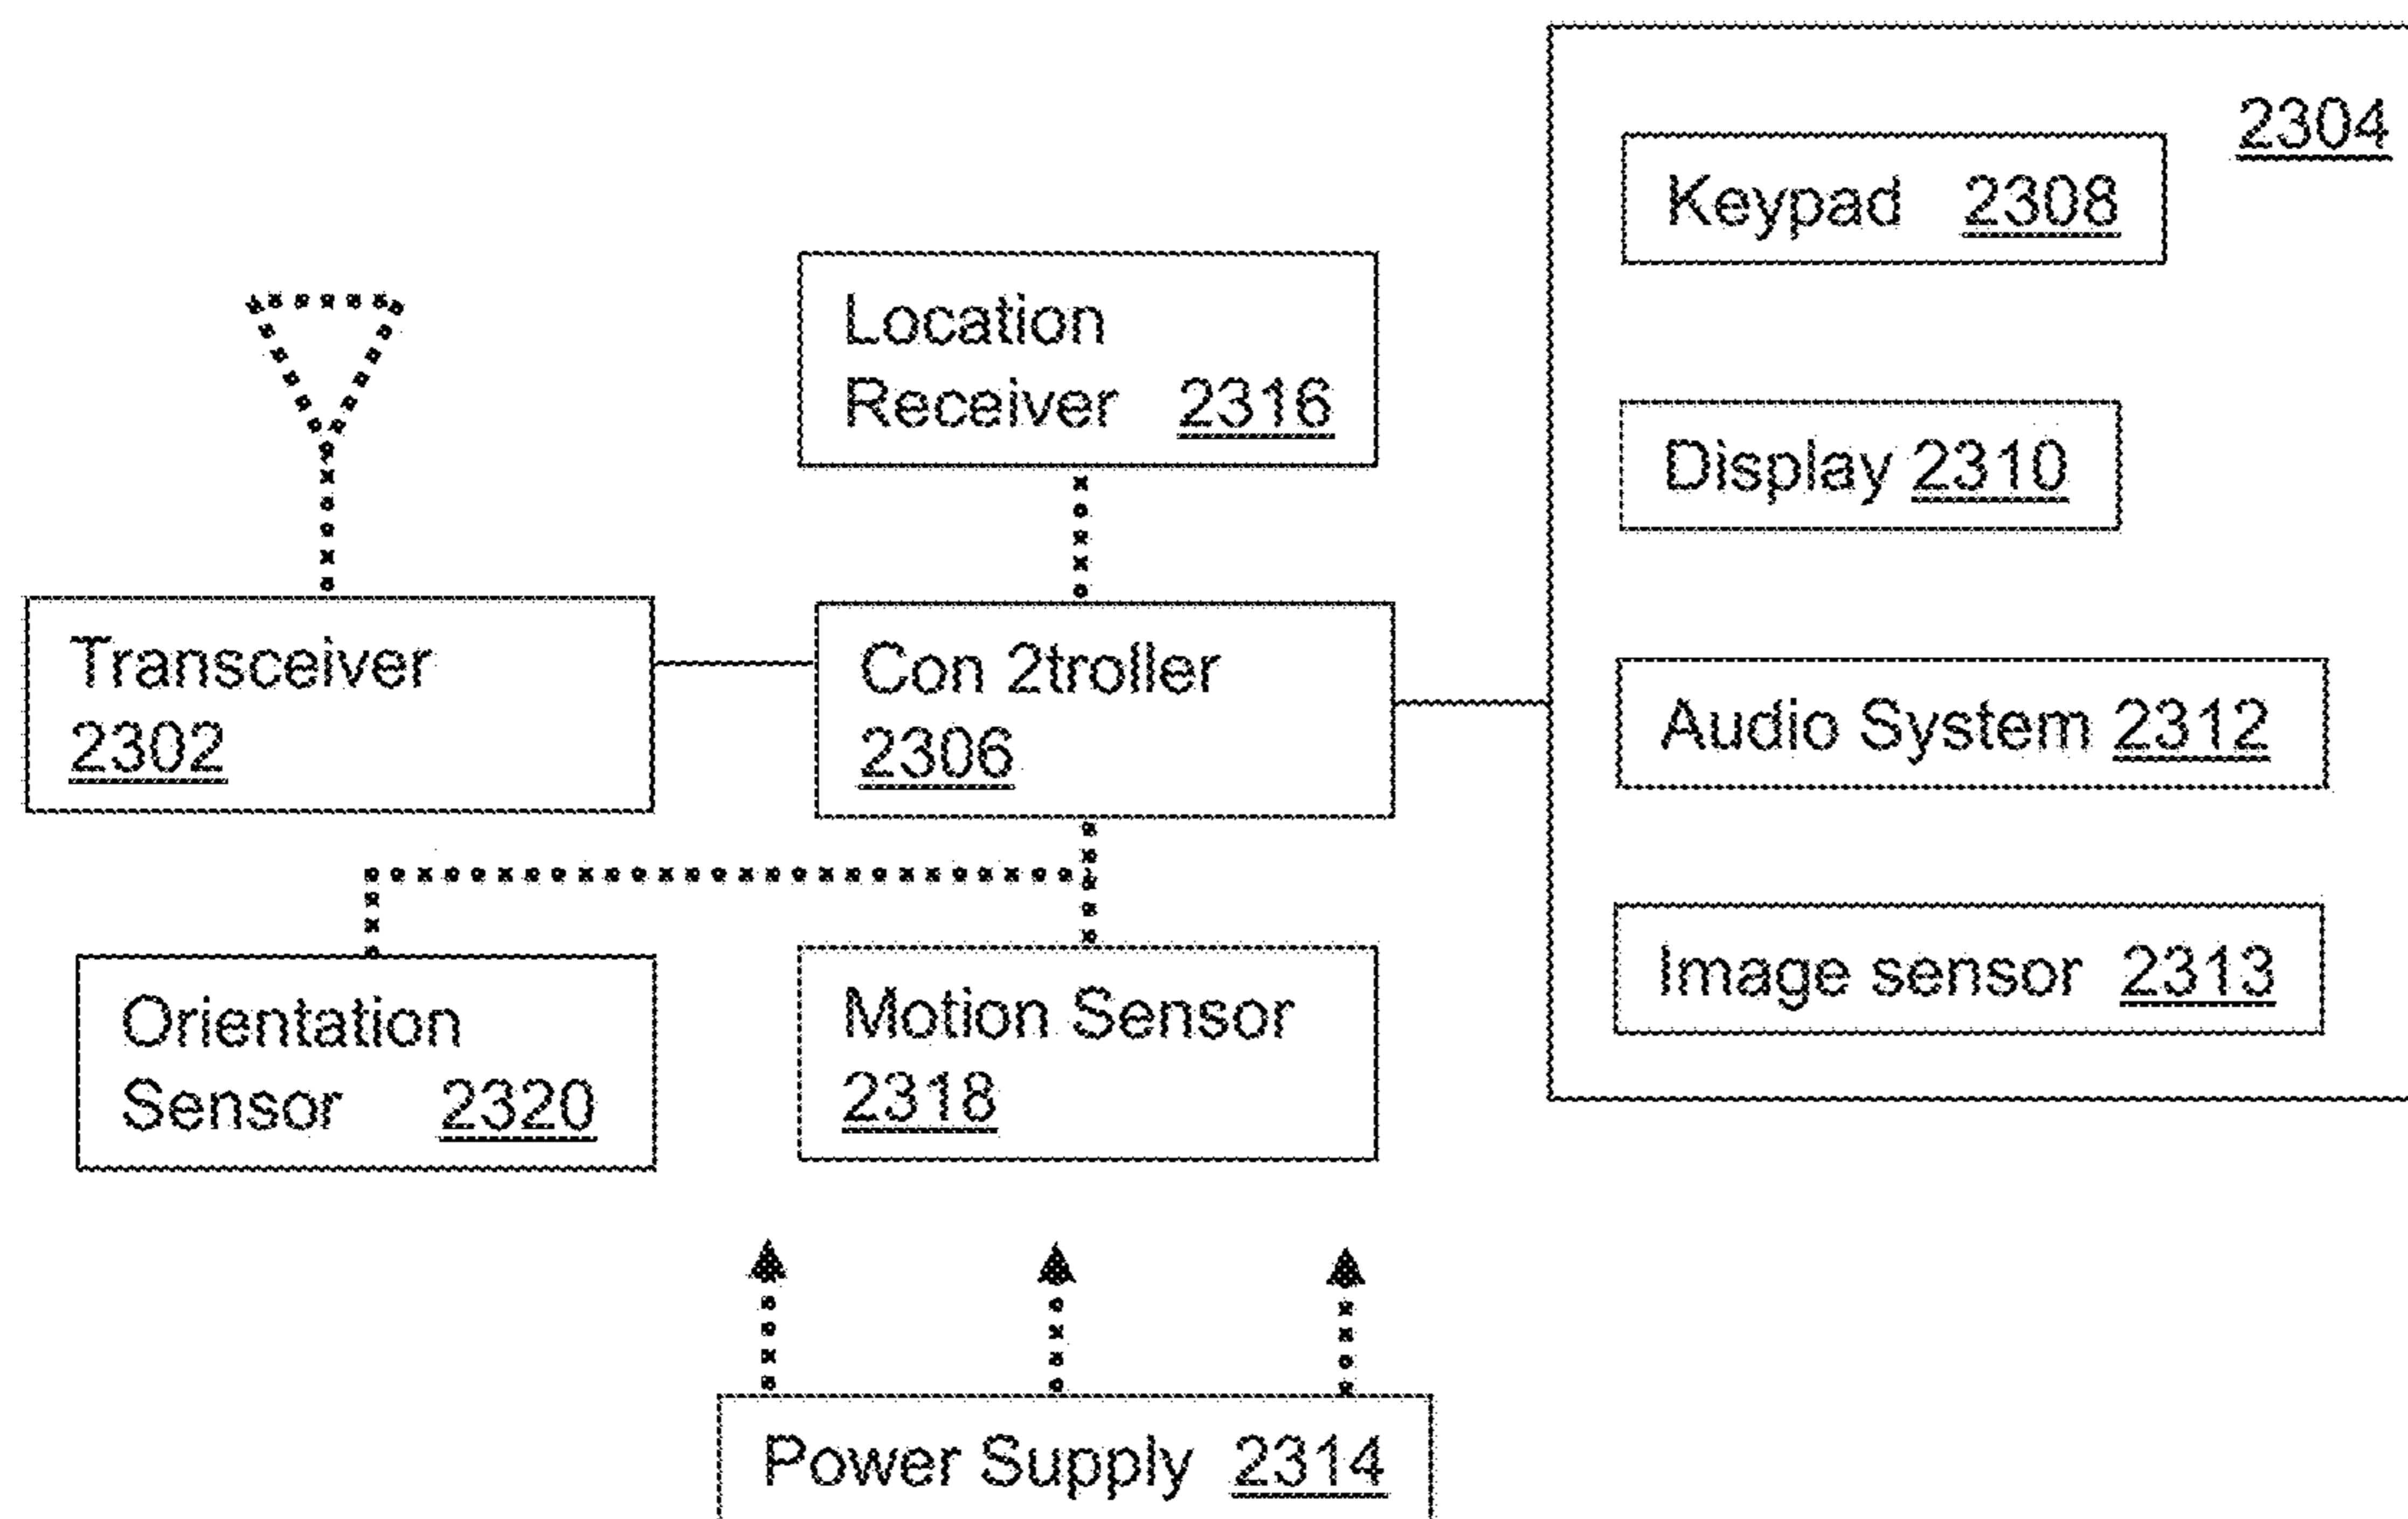 2304
Keypad 2308
Location
Receiver 2316
Display 2310
Transceiver
2302
Con 2troller
2306
Audio System 2312
Image sensor 2313
Orientation
Sensor 2320
Motion Sensor
2318
Power Supply 2314